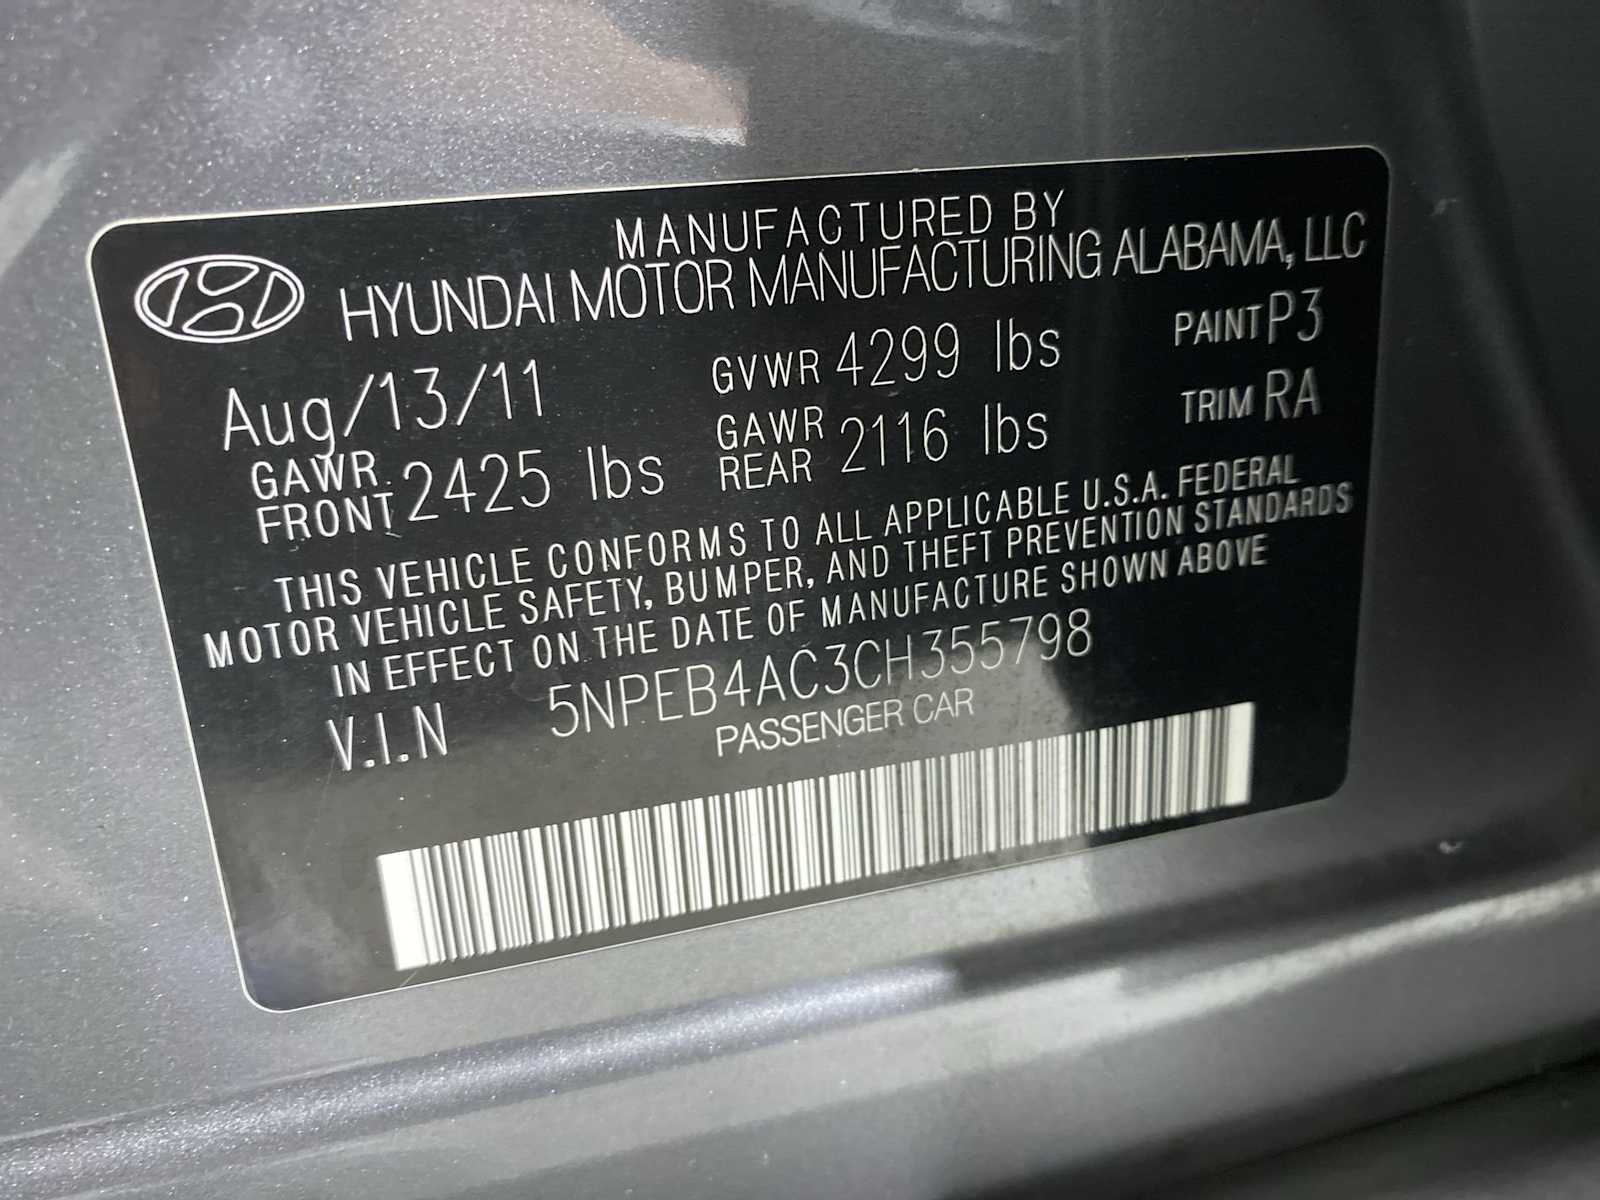 MANUFACTURED BY
HYUNDAI MOTOR MANUFACTURING ALABAMA, LLC
Aug/13/11 GVWR 4299 lbs PAINT P3
GAWR FRONT 2425 lbs GAWR REAR 2116 lbs TRIM RA
THIS VEHICLE CONFORMS TO ALL APPLICABLE U.S.A. FEDERAL
MOTOR VEHICLE SAFETY, BUMPER, AND THEFT PREVENTION STANDARDS
IN EFFECT ON THE DATE OF MANUFACTURE SHOWN ABOVE
V.I.N 5NPEB4AC3CH355798
PASSENGER CAR